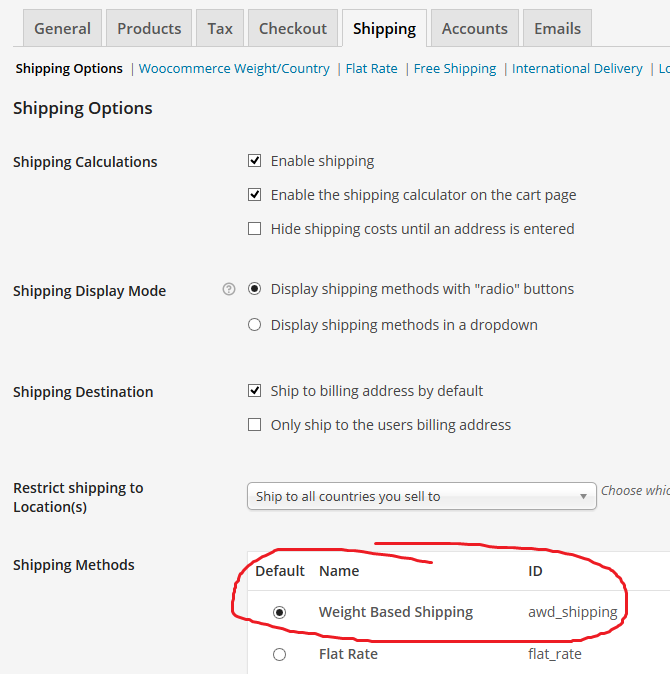 General Products Tax Checkout Shipping Accounts Emails
Shipping Options | Woocommerce Weight/Country | Flat Rate | Free Shipping | International Delivery | Lo
Shipping Options
Shipping Calculations
Enable shipping
Enable the shipping calculator on the cart page
Hide shipping costs until an address is entered
Shipping Display Mode
?
Display shipping methods with "radio" buttons
Display shipping methods in a dropdown
Shipping Destination
Ship to billing address by default
Only ship to the users billing address
Restrict shipping to
Location(s)
Ship to all countries you sell to
Choose whic
Shipping Methods
Default Name ID
Weight Based Shipping awd_shipping
Flat Rate flat_rate